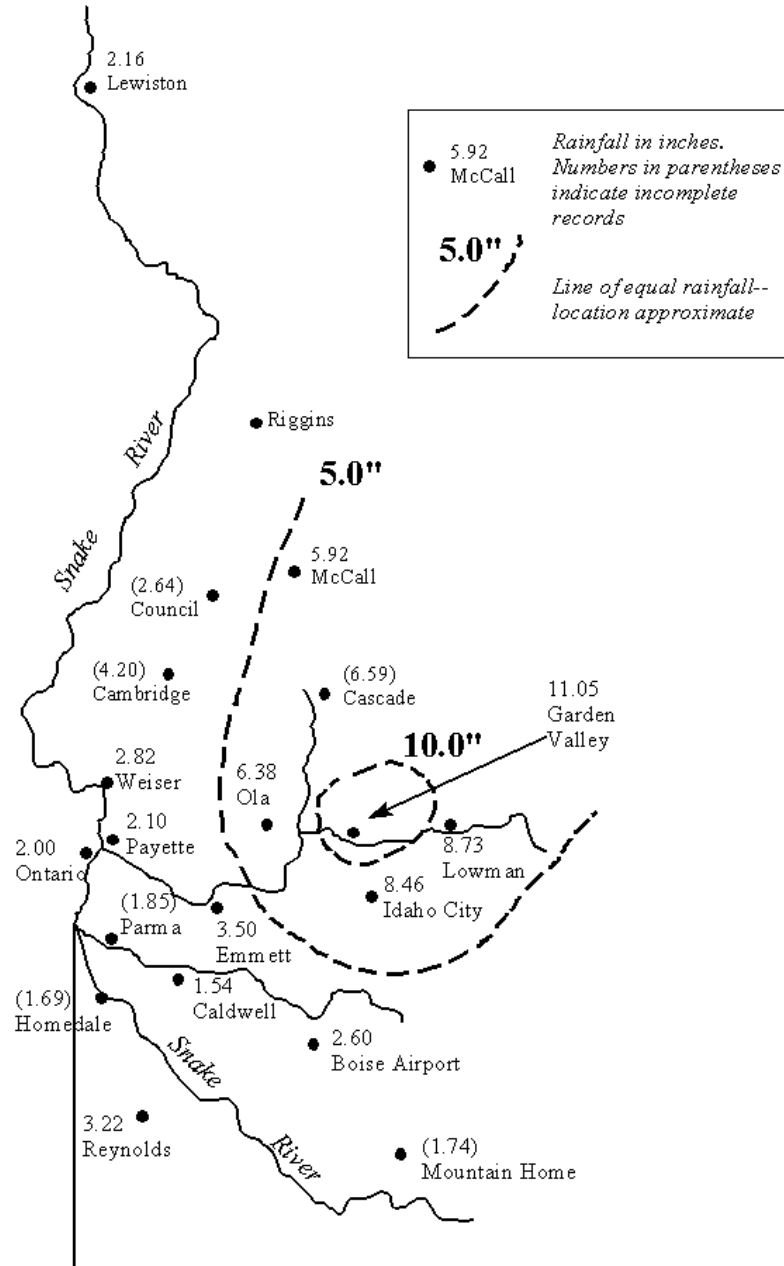 2.16
Lewiston
5.92
McCall
Rainfall in inches.
Numbers in parentheses
indicate incomplete
records
5.0"
Line of equal rainfall--
location approximate
Riggins
River
Snake
5.0"
5.92
McCall
(2.64)
Council
(4.20)
Cambridge
(6.59)
Cascade
11.05
Garden
Valley
10.0"
2.82
Weiser
6.38
Ola
2.10
Payette
2.00
Ontario
8.73
Lowman
8.46
Idaho City
(1.85)
Parma
3.50
Emmett
1.54
Caldwell
(1.69)
Homedale
2.60
Boise Airport
Snake
River
3.22
Reynolds
(1.74)
Mountain Home